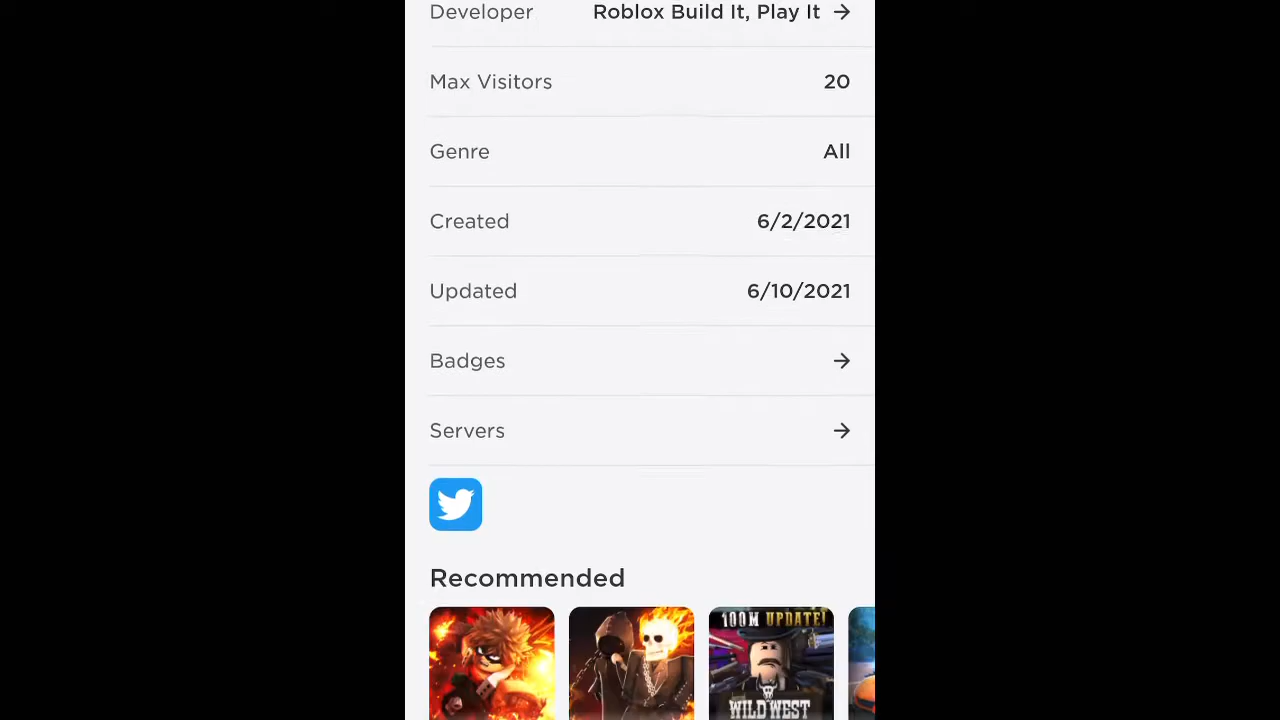 Developer Roblox Build It, Play It →
Max Visitors 20
Genre All
Created 6/2/2021
Updated 6/10/2021
Badges →
Servers →
Recommended
100M UPDATE!
WILD WEST